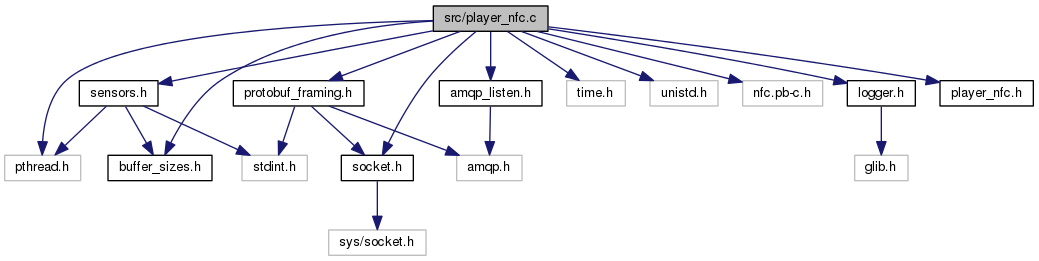 src/player_nfc.c
sensors.h
protobuf_framing.h
amqp_listen.h
time.h
unistd.h
nfc.pb-c.h
logger.h
player_nfc.h
pthread.h
buffer_sizes.h
stdint.h
socket.h
amqp.h
glib.h
sys/socket.h